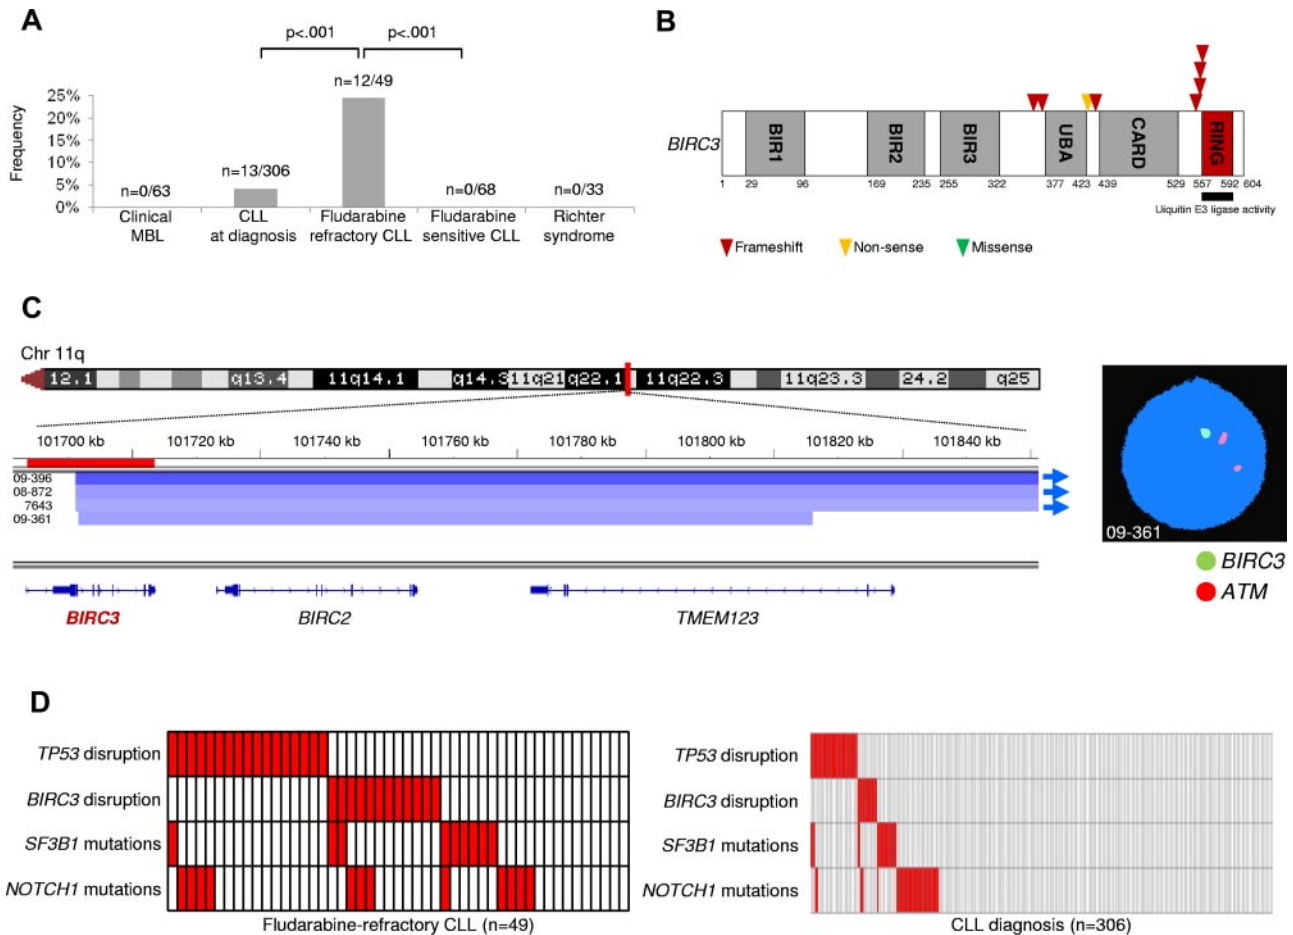 A
p<.001
p<.001
n=12/49
Frequency
25%
20%
15%
10%
5%
0%
n=0/63
n=13/306
n=0/68
n=0/33
Clinical MBL
CLL at diagnosis
Fludarabine refractory CLL
Fludarabine sensitive CLL
Richter syndrome
B
BIRC3
BIR1
BIR2
BIR3
UBA
CARD
RING
1 29 96 169 235 255 322 377 423 439 529 557 592 604
Uiquitin E3 ligase activity
Frameshift
Non-sense
Missense
C
Chr 11q
12.1 q13.4 11q14.1 q14.3 11q21 q22.1 11q22.3 11q23.3 24.2 q25
101700 kb 101720 kb 101740 kb 101760 kb 101780 kb 101800 kb 101820 kb 101840 kb
09-396
08-872
7643
09-361
BIRC3
BIRC2
TMEM123
09-361
BIRC3
ATM
D
TP53 disruption
BIRC3 disruption
SF3B1 mutations
NOTCH1 mutations
Fludarabine-refractory CLL (n=49)
TP53 disruption
BIRC3 disruption
SF3B1 mutations
NOTCH1 mutations
CLL diagnosis (n=306)